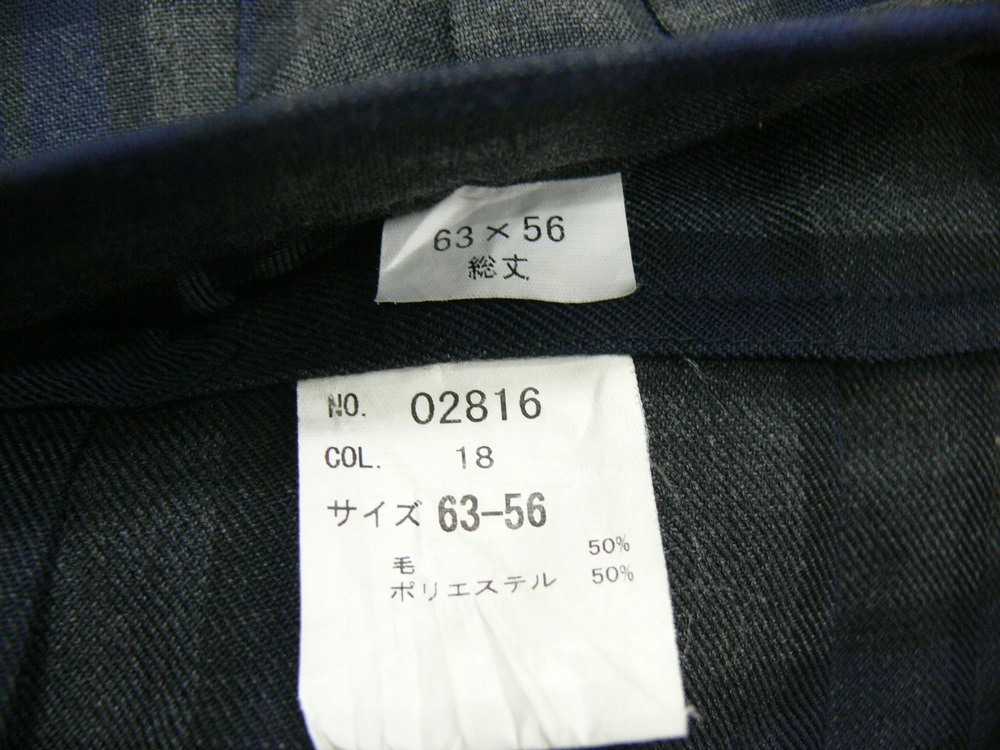 63×56
総丈
NO. 02816
COL. 18
サイズ 63-56
毛 50%
ポリエステル 50%